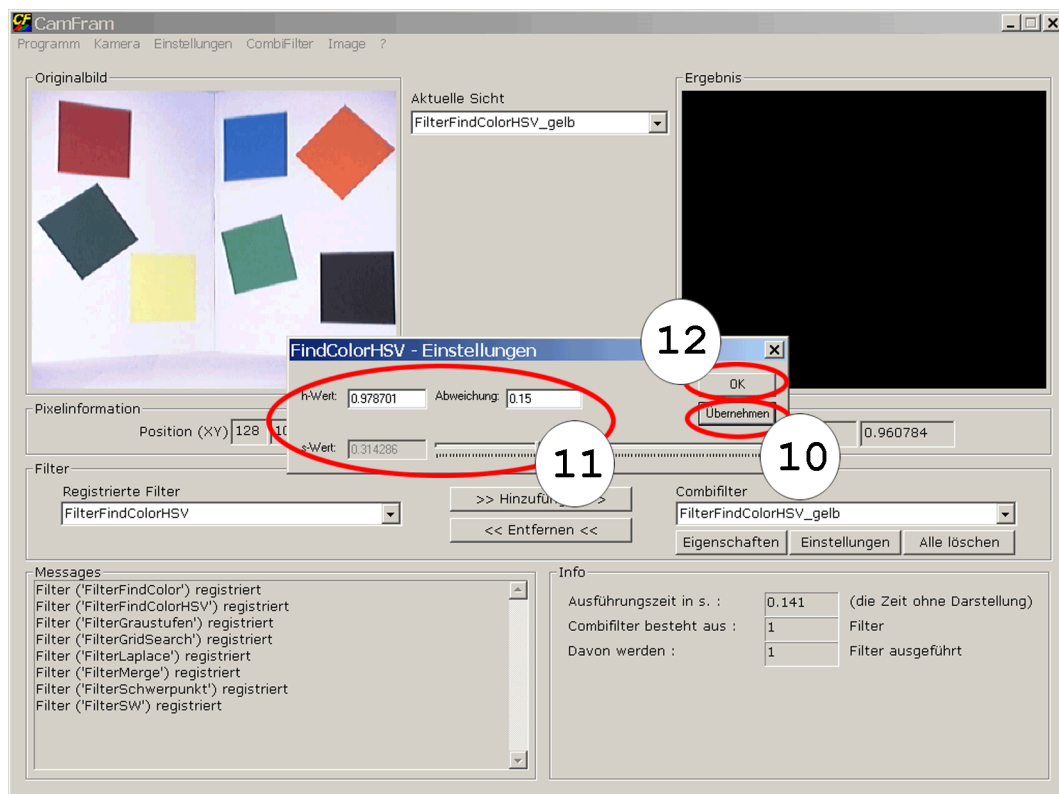 CF CamFram
Programm Kamera Einstellungen CombiFilter Image ?
Originalbild
Aktuelle Sicht
FilterFindColorHSV_gelb
Ergebnis
FindColorHSV - Einstellungen
12
h-Wert: 0.978701 Abweichung: 0.15
OK
Übernehmen
s-Wert: 0.314286
11
10
Pixelinformation
Position (XY) 128
0.960784
Filter
Registrierte Filter
FilterFindColorHSV
>> Hinzufü
<< Entfernen <<
Combifilter
FilterFindColorHSV_gelb
Eigenschaften Einstellungen Alle löschen
Messages
Filter ('FilterFindColor') registriert
Filter ('FilterFindColorHSV') registriert
Filter ('FilterGraustufen') registriert
Filter ('FilterGridSearch') registriert
Filter ('FilterLaplace') registriert
Filter ('FilterMerge') registriert
Filter ('FilterSchwerpunkt') registriert
Filter ('FilterSW') registriert
Info
Ausführungszeit in s. : 0.141 (die Zeit ohne Darstellung)
Combifilter besteht aus : 1 Filter
Davon werden : 1 Filter ausgeführt